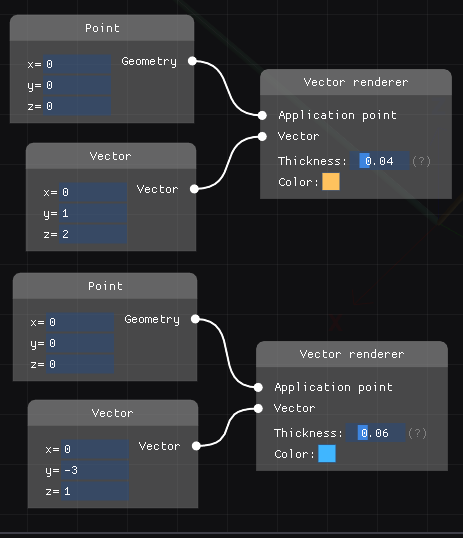 Point
x= 0 Geometry
y= 0
z= 0
Vector renderer
Application point
Vector
Thickness: 0.04 (?)
Color:
Vector
x= 0 Vector
y= 1
z= 2
Point
x= 0 Geometry
y= 0
z= 0
Vector renderer
Application point
Vector
Thickness: 0.06 (?)
Color:
Vector
x= 0 Vector
y= -3
z= 1